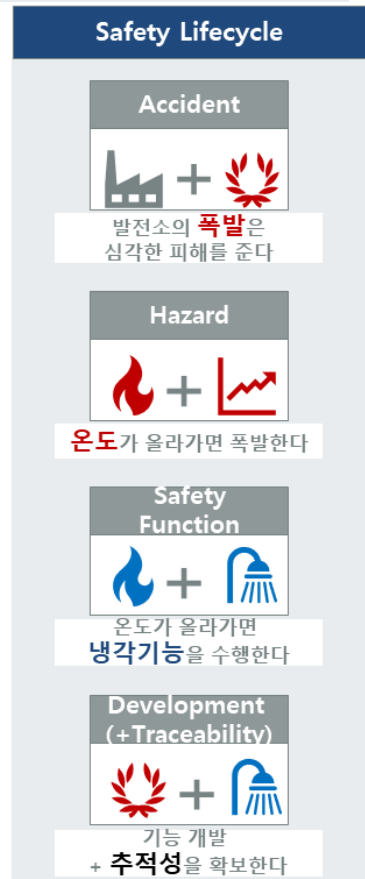 Safety Lifecycle
Accident
발전소의 폭발은
심각한 피해를 준다
Hazard
온도가 올라가면 폭발한다
Safety
Function
온도가 올라가면
냉각기능을 수행한다
Development
(+Traceability)
기능 개발
+ 추적성을 확보한다